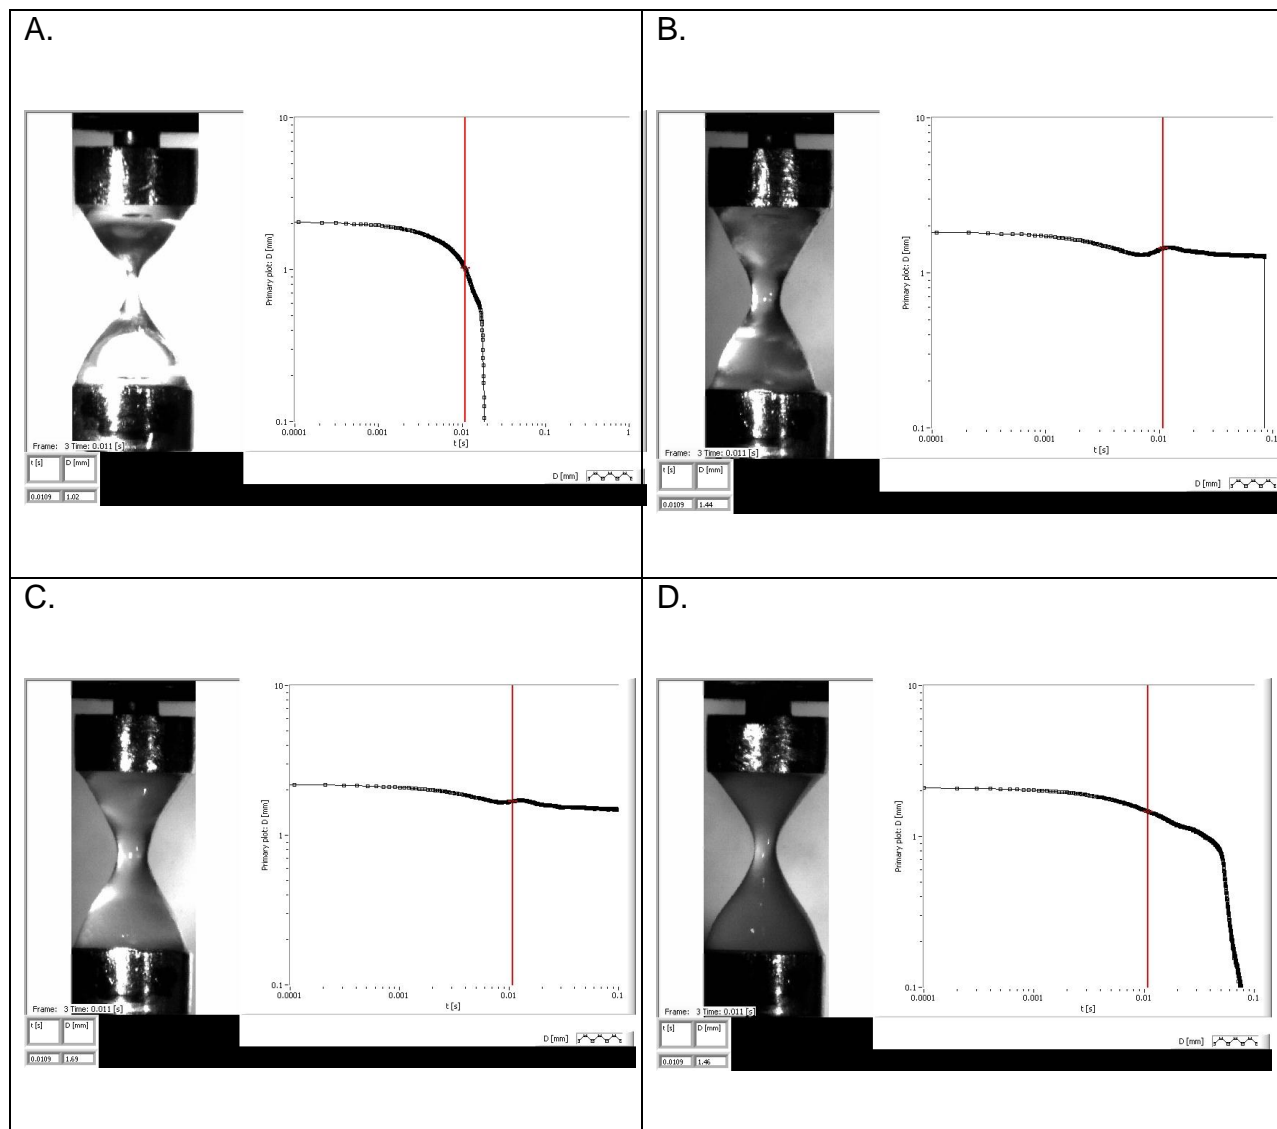 A.
10
1
0.1
0.0001
0.001
0.01
0.1
1
Primary plot: D [mm]
t [s]
Frame: 3 Time: 0.011 [s]
t [s] D [mm]
0.0109 1.02
D [mm]
B.
10
1
0.1
0.0001
0.001
0.01
0.1
Primary plot: D [mm]
t [s]
Frame: 3 Time: 0.011 [s]
t [s] D [mm]
0.0109 1.44
D [mm]
C.
10
1
0.1
0.0001
0.001
0.01
0.1
Primary plot: D [mm]
t [s]
Frame: 3 Time: 0.011 [s]
t [s] D [mm]
0.0109 1.69
D [mm]
D.
10
1
0.1
0.0001
0.001
0.01
0.1
Primary plot: D [mm]
t [s]
Frame: 3 Time: 0.011 [s]
t [s] D [mm]
0.0109 1.46
D [mm]